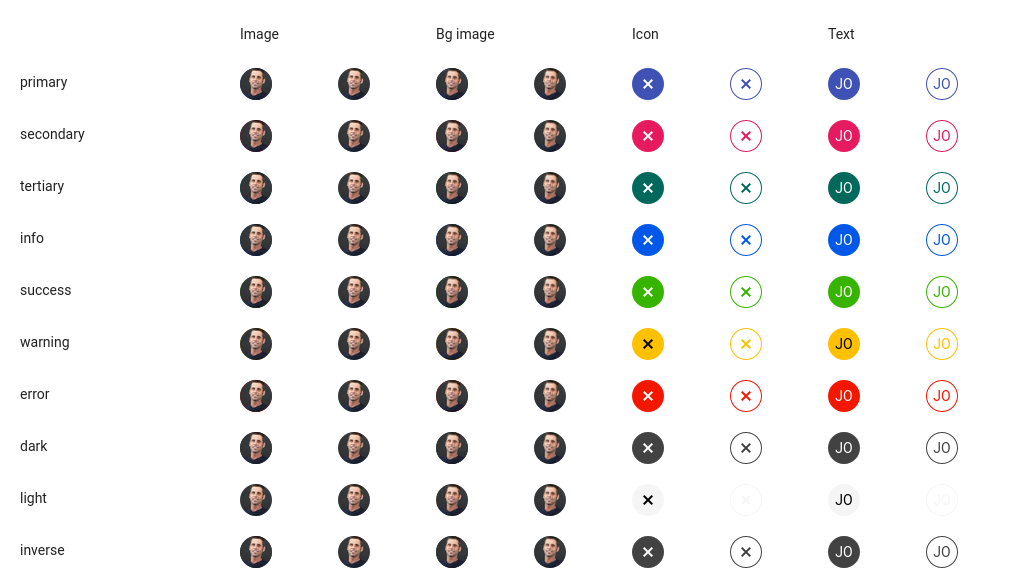 Image Bg image Icon Text
primary JO JO
secondary JO JO
tertiary JO JO
info JO JO
success JO JO
warning JO JO
error JO JO
dark JO JO
light JO JO
inverse JO JO